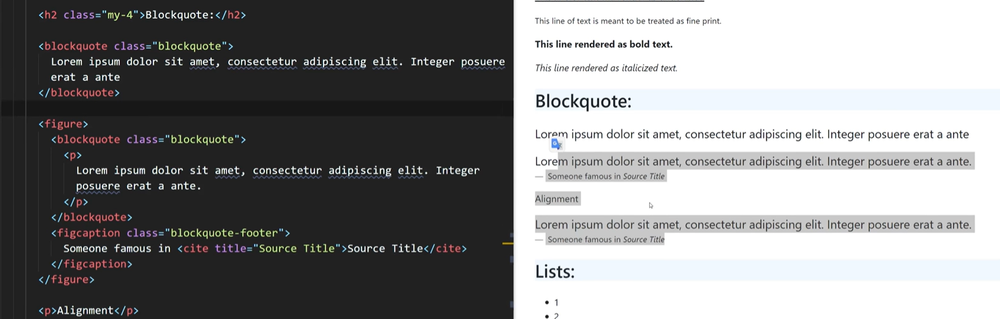 <h2 class="my-4">Blockquote:</h2>
<blockquote class="blockquote">
Lorem ipsum dolor sit amet, consectetur adipiscing elit. Integer posuere
erat a ante
</blockquote>
<figure>
<blockquote class="blockquote">
<p>
Lorem ipsum dolor sit amet, consectetur adipiscing elit. Integer
posuere erat a ante.
</p>
</blockquote>
<figcaption class="blockquote-footer">
Someone famous in <cite title="Source Title">Source Title</cite>
</figcaption>
</figure>
<p>Alignment</p>
This line of text is meant to be treated as fine print.
This line rendered as bold text.
This line rendered as italicized text.
Blockquote:
Lorem ipsum dolor sit amet, consectetur adipiscing elit. Integer posuere erat a ante
Lorem ipsum dolor sit amet, consectetur adipiscing elit. Integer posuere erat a ante.
— Someone famous in Source Title
Alignment
Lorem ipsum dolor sit amet, consectetur adipiscing elit. Integer posuere erat a ante.
— Someone famous in Source Title
Lists:
• 1
• 2